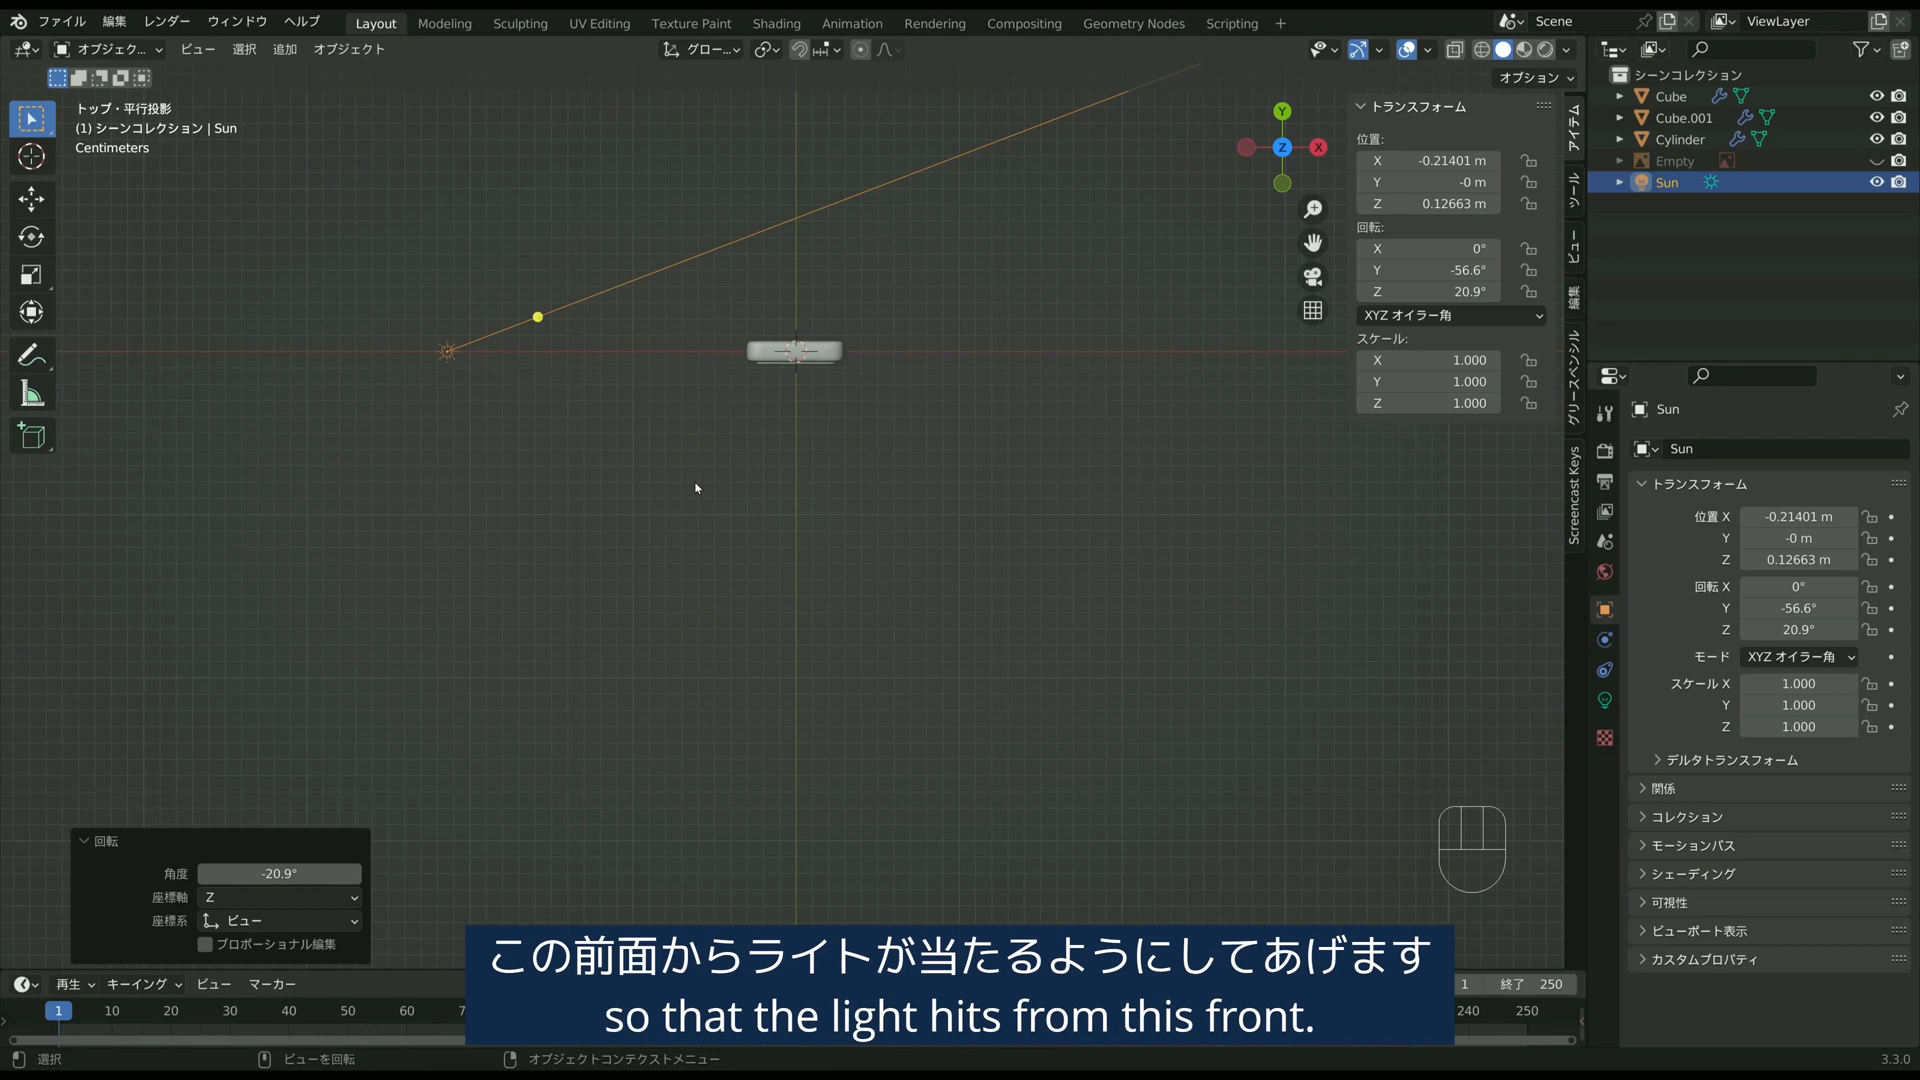 ファイル 編集 レンダー ウィンドウ ヘルプ Layout Modeling Sculpting UV Editing Texture Paint Shading Animation Rendering Compositing Geometry Nodes Scripting + Scene ViewLayer
オブジェク... ビュー 選択 追加 オブジェクト グロー...
オプション
トップ・平行投影
(1) シーンコレクション | Sun
Centimeters
Y
Z
X
トランスフォーム
位置:
X -0.21401 m
Y -0 m
Z 0.12663 m
回転:
X 0°
Y -56.6°
Z 20.9°
XYZ オイラー角
スケール:
X 1.000
Y 1.000
Z 1.000
アイテム
ツール
ビュー
編集
グリースペンシル
Screencast Keys
シーンコレクション
Cube
Cube.001
Cylinder
Empty
Sun
Sun
Sun
トランスフォーム
位置 X -0.21401 m
Y -0 m
Z 0.12663 m
回転 X 0°
Y -56.6°
Z 20.9°
モード XYZ オイラー角
スケール X 1.000
Y 1.000
Z 1.000
デルタトランスフォーム
関係
コレクション
モーションパス
シェーディング
可視性
ビューポート表示
カスタムプロパティ
回転
角度 -20.9°
座標軸 Z
座標系 ビュー
プロポーショナル編集
この前面からライトが当たるようにしてあげます
so that the light hits from this front.
再生 キーイング ビュー マーカー 1 終了 250
1 10 20 30 40 50 60 240 250
選択 ビューを回転 オブジェクトコンテクストメニュー 3.3.0